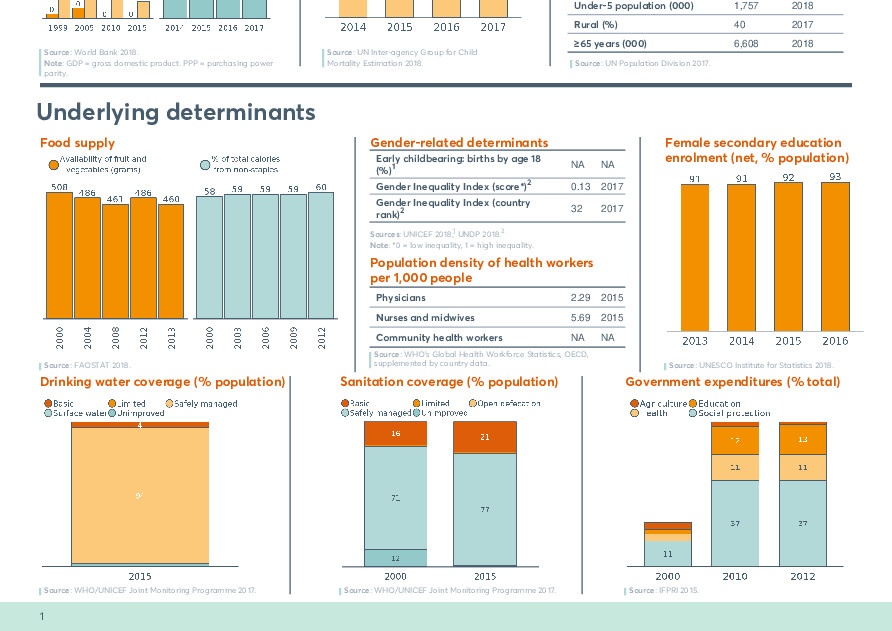 0
0
0
0
1999 2005 2010 2015
2014 2015 2016 2017
Source: World Bank 2018.
Note: GDP = gross domestic product. PPP = purchasing power
parity.
2014 2015 2016 2017
Source: UN Inter-agency Group for Child
Mortality Estimation 2018.
Under-5 population (000) 1,757 2018
Rural (%) 40 2017
≥65 years (000) 6,608 2018
Source: UN Population Division 2017.
Underlying determinants
Food supply
Availability of fruit and
vegetables (grams)
% of total calories
from non-staples
508 486 461 486 460
2000 2004 2008 2012 2013
58 59 59 59 60
2000 2003 2006 2009 2012
Source: FAOSTAT 2018.
Gender-related determinants
Early childbearing: births by age 18
(%)1 NA NA
Gender Inequality Index (score*)2 0.13 2017
Gender Inequality Index (country
rank)2 32 2017
Sources: UNICEF 2018,1 UNDP 2018.2
Note: *0 = low inequality, 1 = high inequality.
Population density of health workers
per 1,000 people
Physicians 2.29 2015
Nurses and midwives 5.69 2015
Community health workers NA NA
Source: WHO's Global Health Workforce Statistics, OECD,
supplemented by country data.
Female secondary education
enrolment (net, % population)
91 91 92 93
2013 2014 2015 2016
Source: UNESCO Institute for Statistics 2018.
Drinking water coverage (% population)
Basic Limited Safely managed
Surface water Unimproved
4
94
2015
Source: WHO/UNICEF Joint Monitoring Programme 2017.
Sanitation coverage (% population)
Basic Limited Open defecation
Safely managed Unimproved
16
71
12
21
77
2000 2015
Source: WHO/UNICEF Joint Monitoring Programme 2017.
Government expenditures (% total)
Agriculture Education
Health Social protection
11
12
11
37
13
11
37
2000 2010 2012
Source: IFPRI 2015.
1